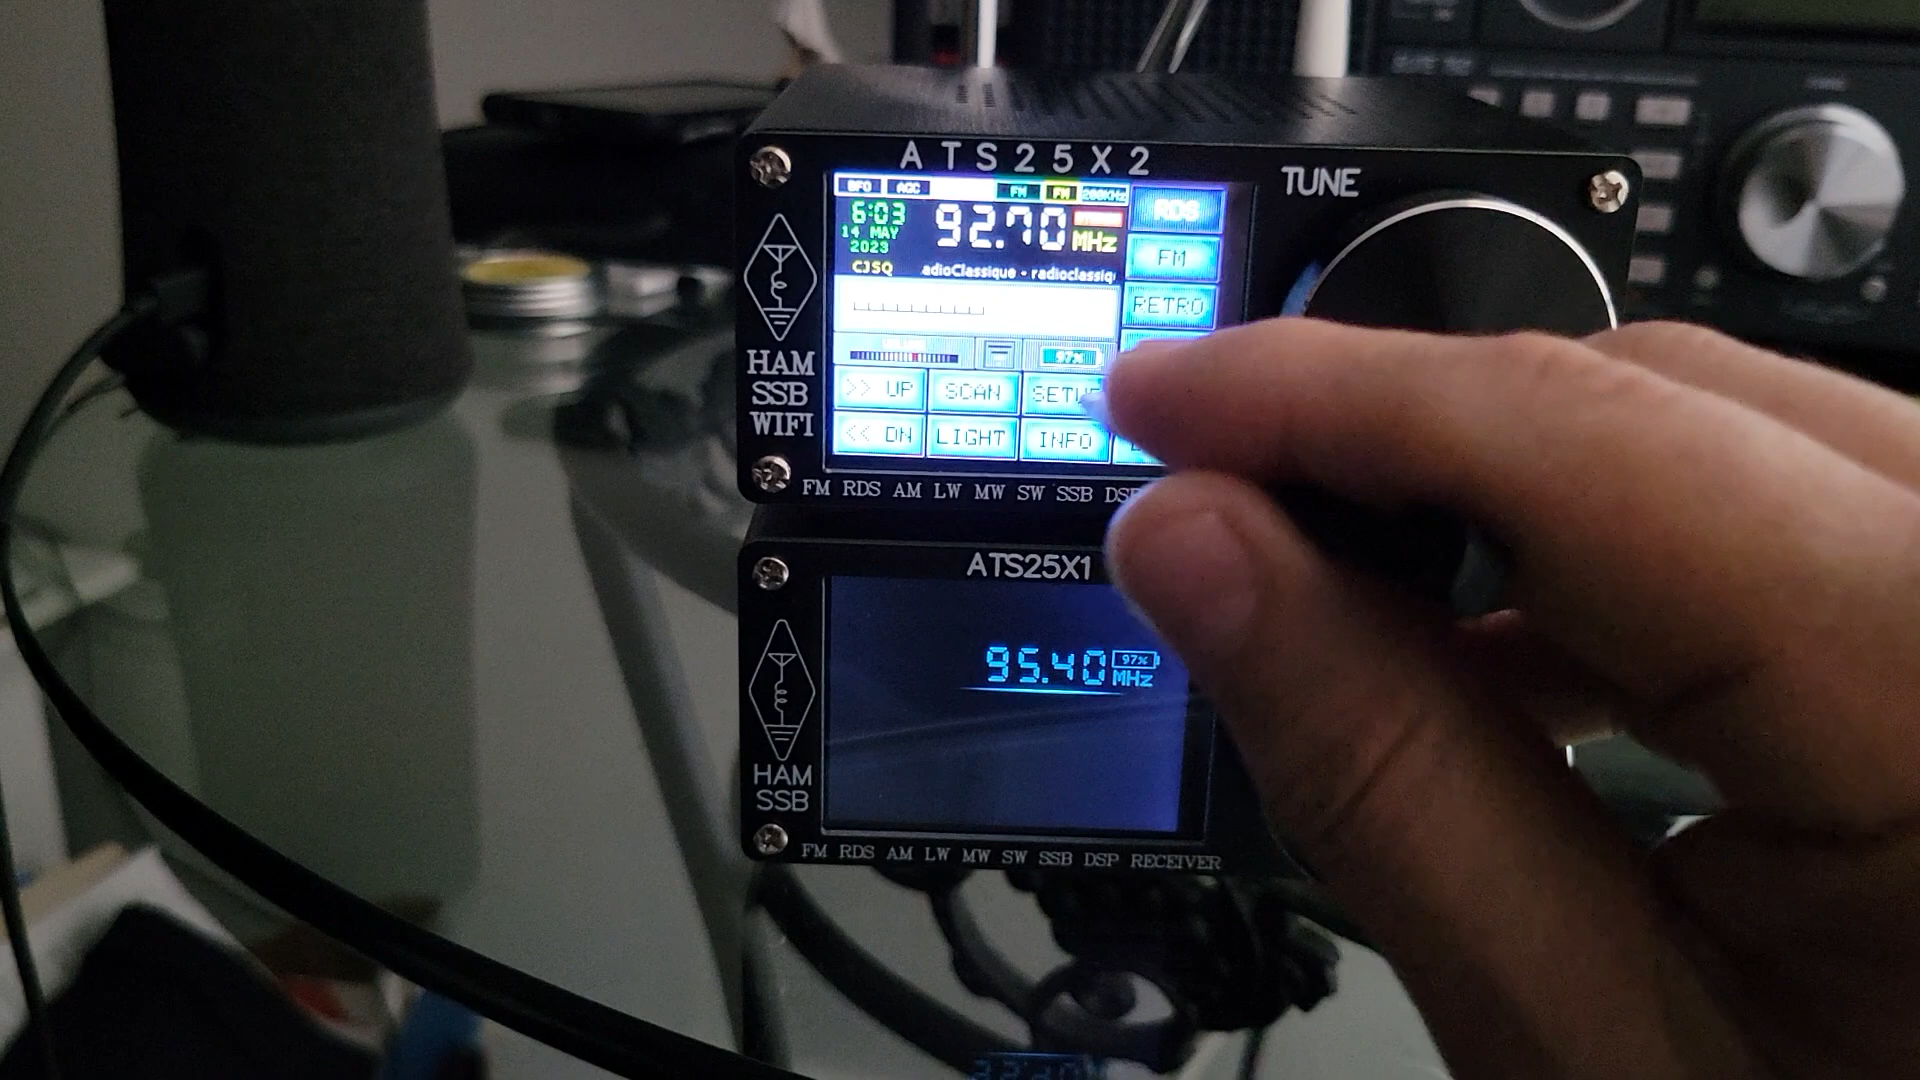 ATS25X2
TUNE
BFO AGC FM FM 200KHz
RDS
6:03
92.70
MHz
14 MAY
2023
FM
CJSQ
adioClassique - radioclassiq
RETRO
97%
>> UP SCAN
<< DN LIGHT INFO
HAM
SSB
WIFI
FM RDS AM LW MW SW SSB
ATS25X1
95.40 97%
MHz
HAM
SSB
FM RDS AM LW MW SW SSB DSP RECEIVER